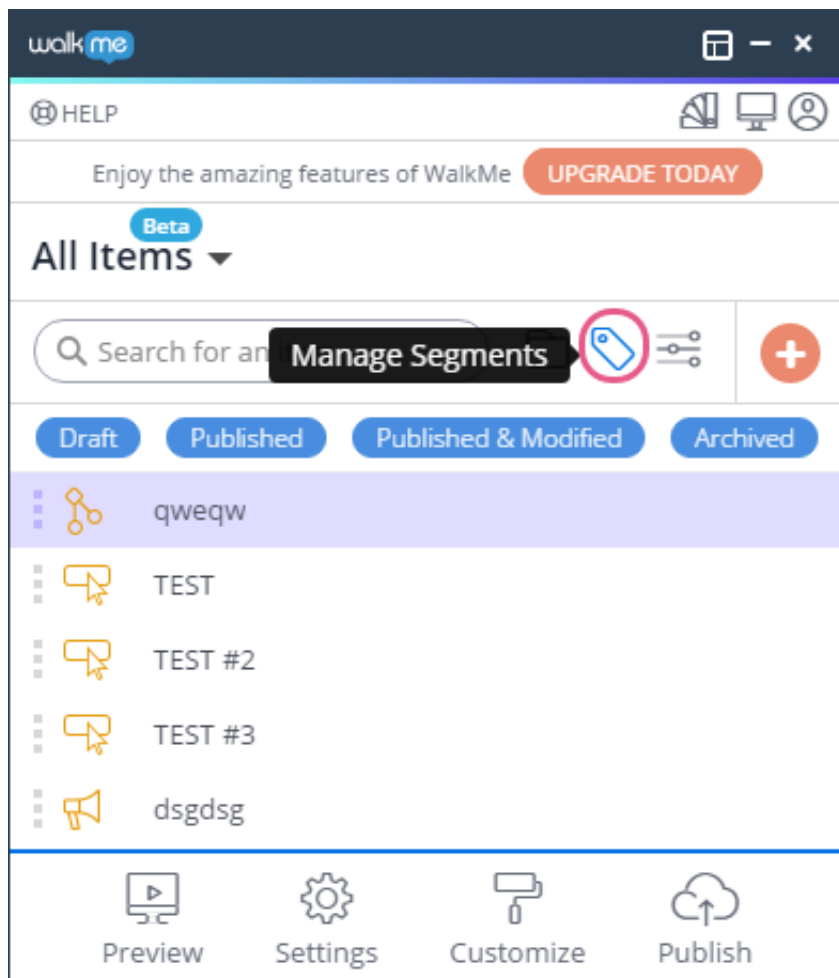 walkme
HELP
Enjoy the amazing features of WalkMe UPGRADE TODAY
Beta
All Items
Search for an
Manage Segments
Draft Published Published & Modified Archived
qweqw
TEST
TEST #2
TEST #3
dsgdsg
Preview Settings Customize Publish